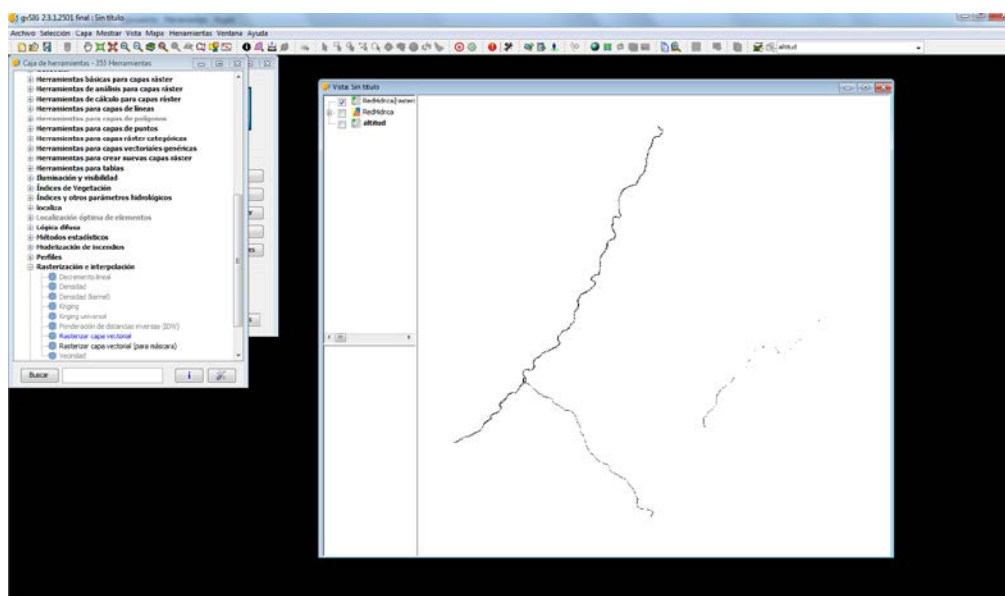 gvSIG 2.3.1.2501 final : Sin título
Archivo Selección Capa Mostrar Vista Mapa Herramientas Ventana Ayuda
altitud
Caja de herramientas - 355 Herramientas
Herramientas básicas para capas ráster
Herramientas de análisis para capas ráster
Herramientas de cálculo para capas ráster
Herramientas para capas de líneas
Herramientas para capas de polígonos
Herramientas para capas de puntos
Herramientas para capas ráster categóricas
Herramientas para capas vectoriales genéricas
Herramientas para crear nuevas capas ráster
Herramientas para tablas
Iluminación y visibilidad
Índices de Vegetación
Índices y otros parámetros hidrológicos
localiza
Localización óptima de elementos
Lógica difusa
Métodos estadísticos
Modelización de incendios
Perfiles
Rasterización e interpolación
Decremento lineal
Densidad
Densidad (kernel)
Kriging
Kriging universal
Ponderación de distancias inversas (IDW)
Rasterizar capa vectorial
Rasterizar capa vectorial (para máscara)
Vecindad
Buscar
Vista: Sin título
RedHidrica
altitud